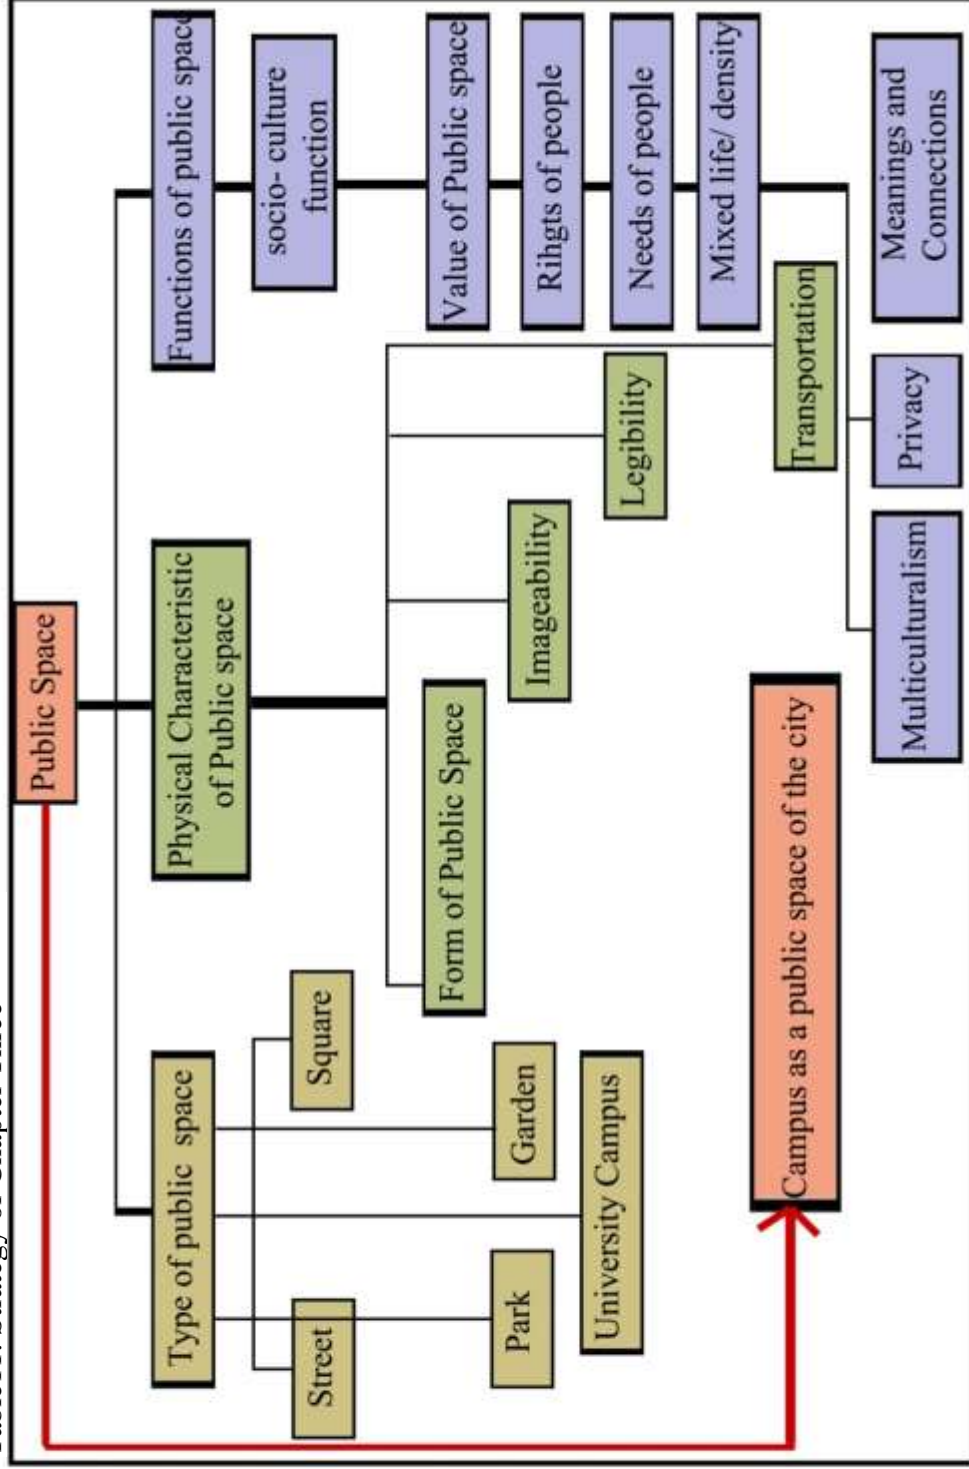 Public Space
Type of public space
Physical Characteristic
of Public space
Functions of public space
socio- culture
function
Street
Square
Park
Garden
University Campus
Form of Public Space
Imageability
Legibility
Transportation
Value of Public space
Rihgts of people
Needs of people
Mixed life/ density
Multiculturalism
Privacy
Meanings and
Connections
Campus as a public space of the city